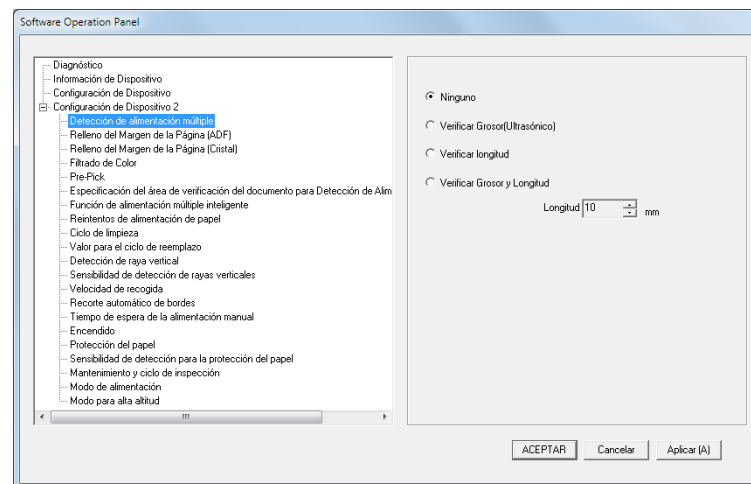 Software Operation Panel
Diagnóstico
Información de Dispositivo
Configuración de Dispositivo
Configuración de Dispositivo 2
Detección de alimentación múltiple
Relleno del Margen de la Página (ADF)
Relleno del Margen de la Página (Cristal)
Filtrado de Color
Pre-Pick
Especificación del área de verificación del documento para Detección de Alim
Función de alimentación múltiple inteligente
Reintentos de alimentación de papel
Ciclo de limpieza
Valor para el ciclo de reemplazo
Detección de raya vertical
Sensibilidad de detección de rayas verticales
Velocidad de recogida
Recorte automático de bordes
Tiempo de espera de la alimentación manual
Encendido
Protección del papel
Sensibilidad de detección para la protección del papel
Mantenimiento y ciclo de inspección
Modo de alimentación
Modo para alta altitud
Ninguno
Verificar Grosor(Ultrasónico)
Verificar longitud
Verificar Grosor y Longitud
Longitud 10 mm
ACEPTAR Cancelar Aplicar (A)